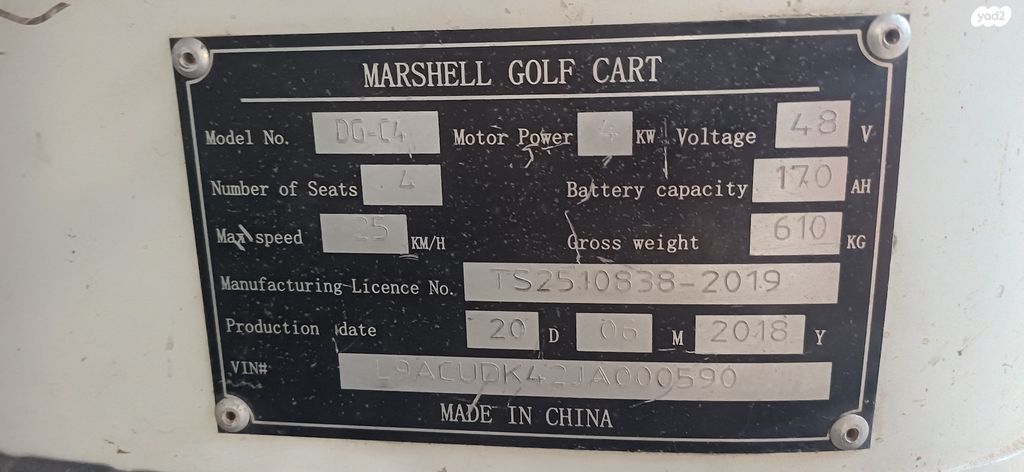 yad2
MARSHELL GOLF CART
Model No. DG-C4 Motor Power 4 KW Voltage 48 V
Number of Seats 4 Battery capacity 170 AH
Max speed 25 KM/H Gross weight 610 KG
Manufacturing Licence No. TS2510838-2019
Production date 20 D 06 M 2018 Y
VIN# L9ACUDK42JA000590
MADE IN CHINA